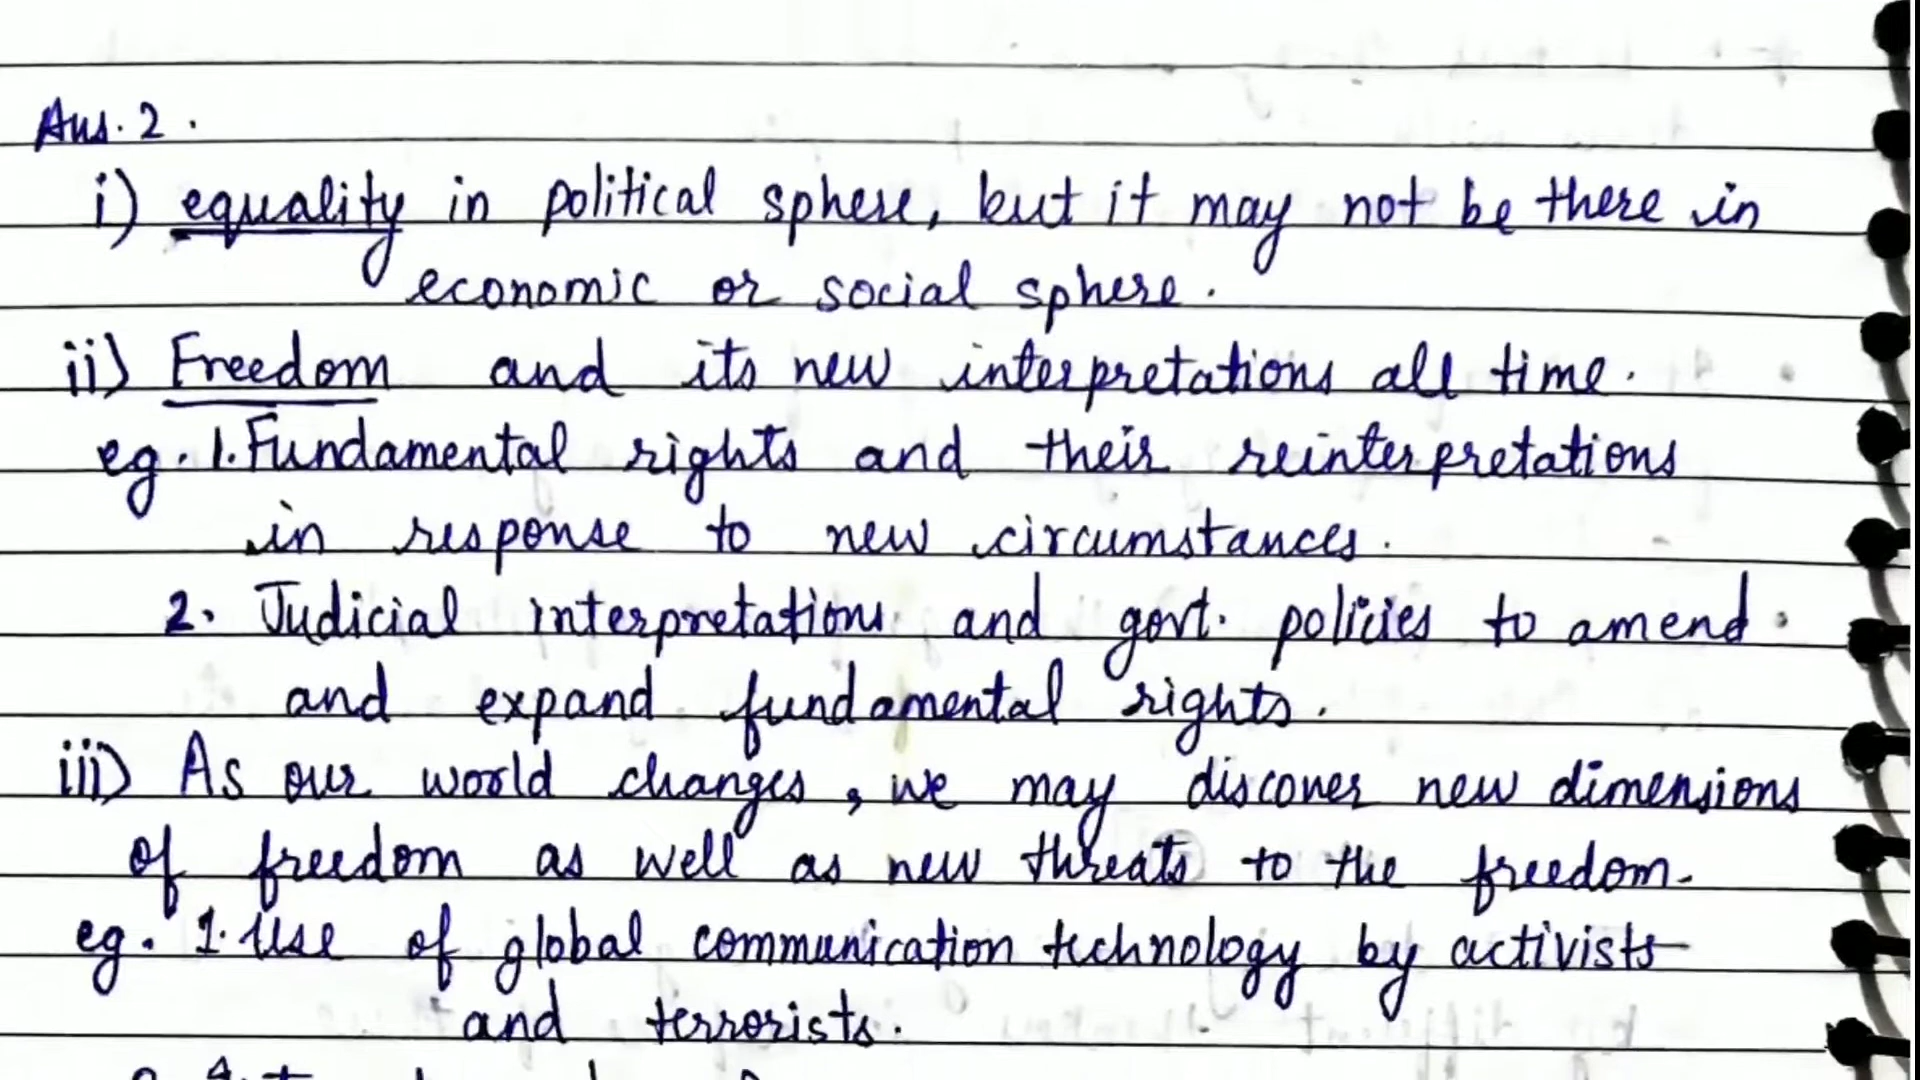 Ans. 2.
i) equality in political sphere, but it may not be there in
economic or social sphere.
ii) Freedom and its new interpretations all time.
eg. 1. Fundamental rights and their reinterpretations
in response to new circumstances.
2. Judicial interpretations and govt. policies to amend
and expand fundamental rights.
iii) As our world changes, we may discover new dimensions
of freedom as well as new threats to the freedom.
eg. 1. Use of global communication technology by activists
and terrorists.